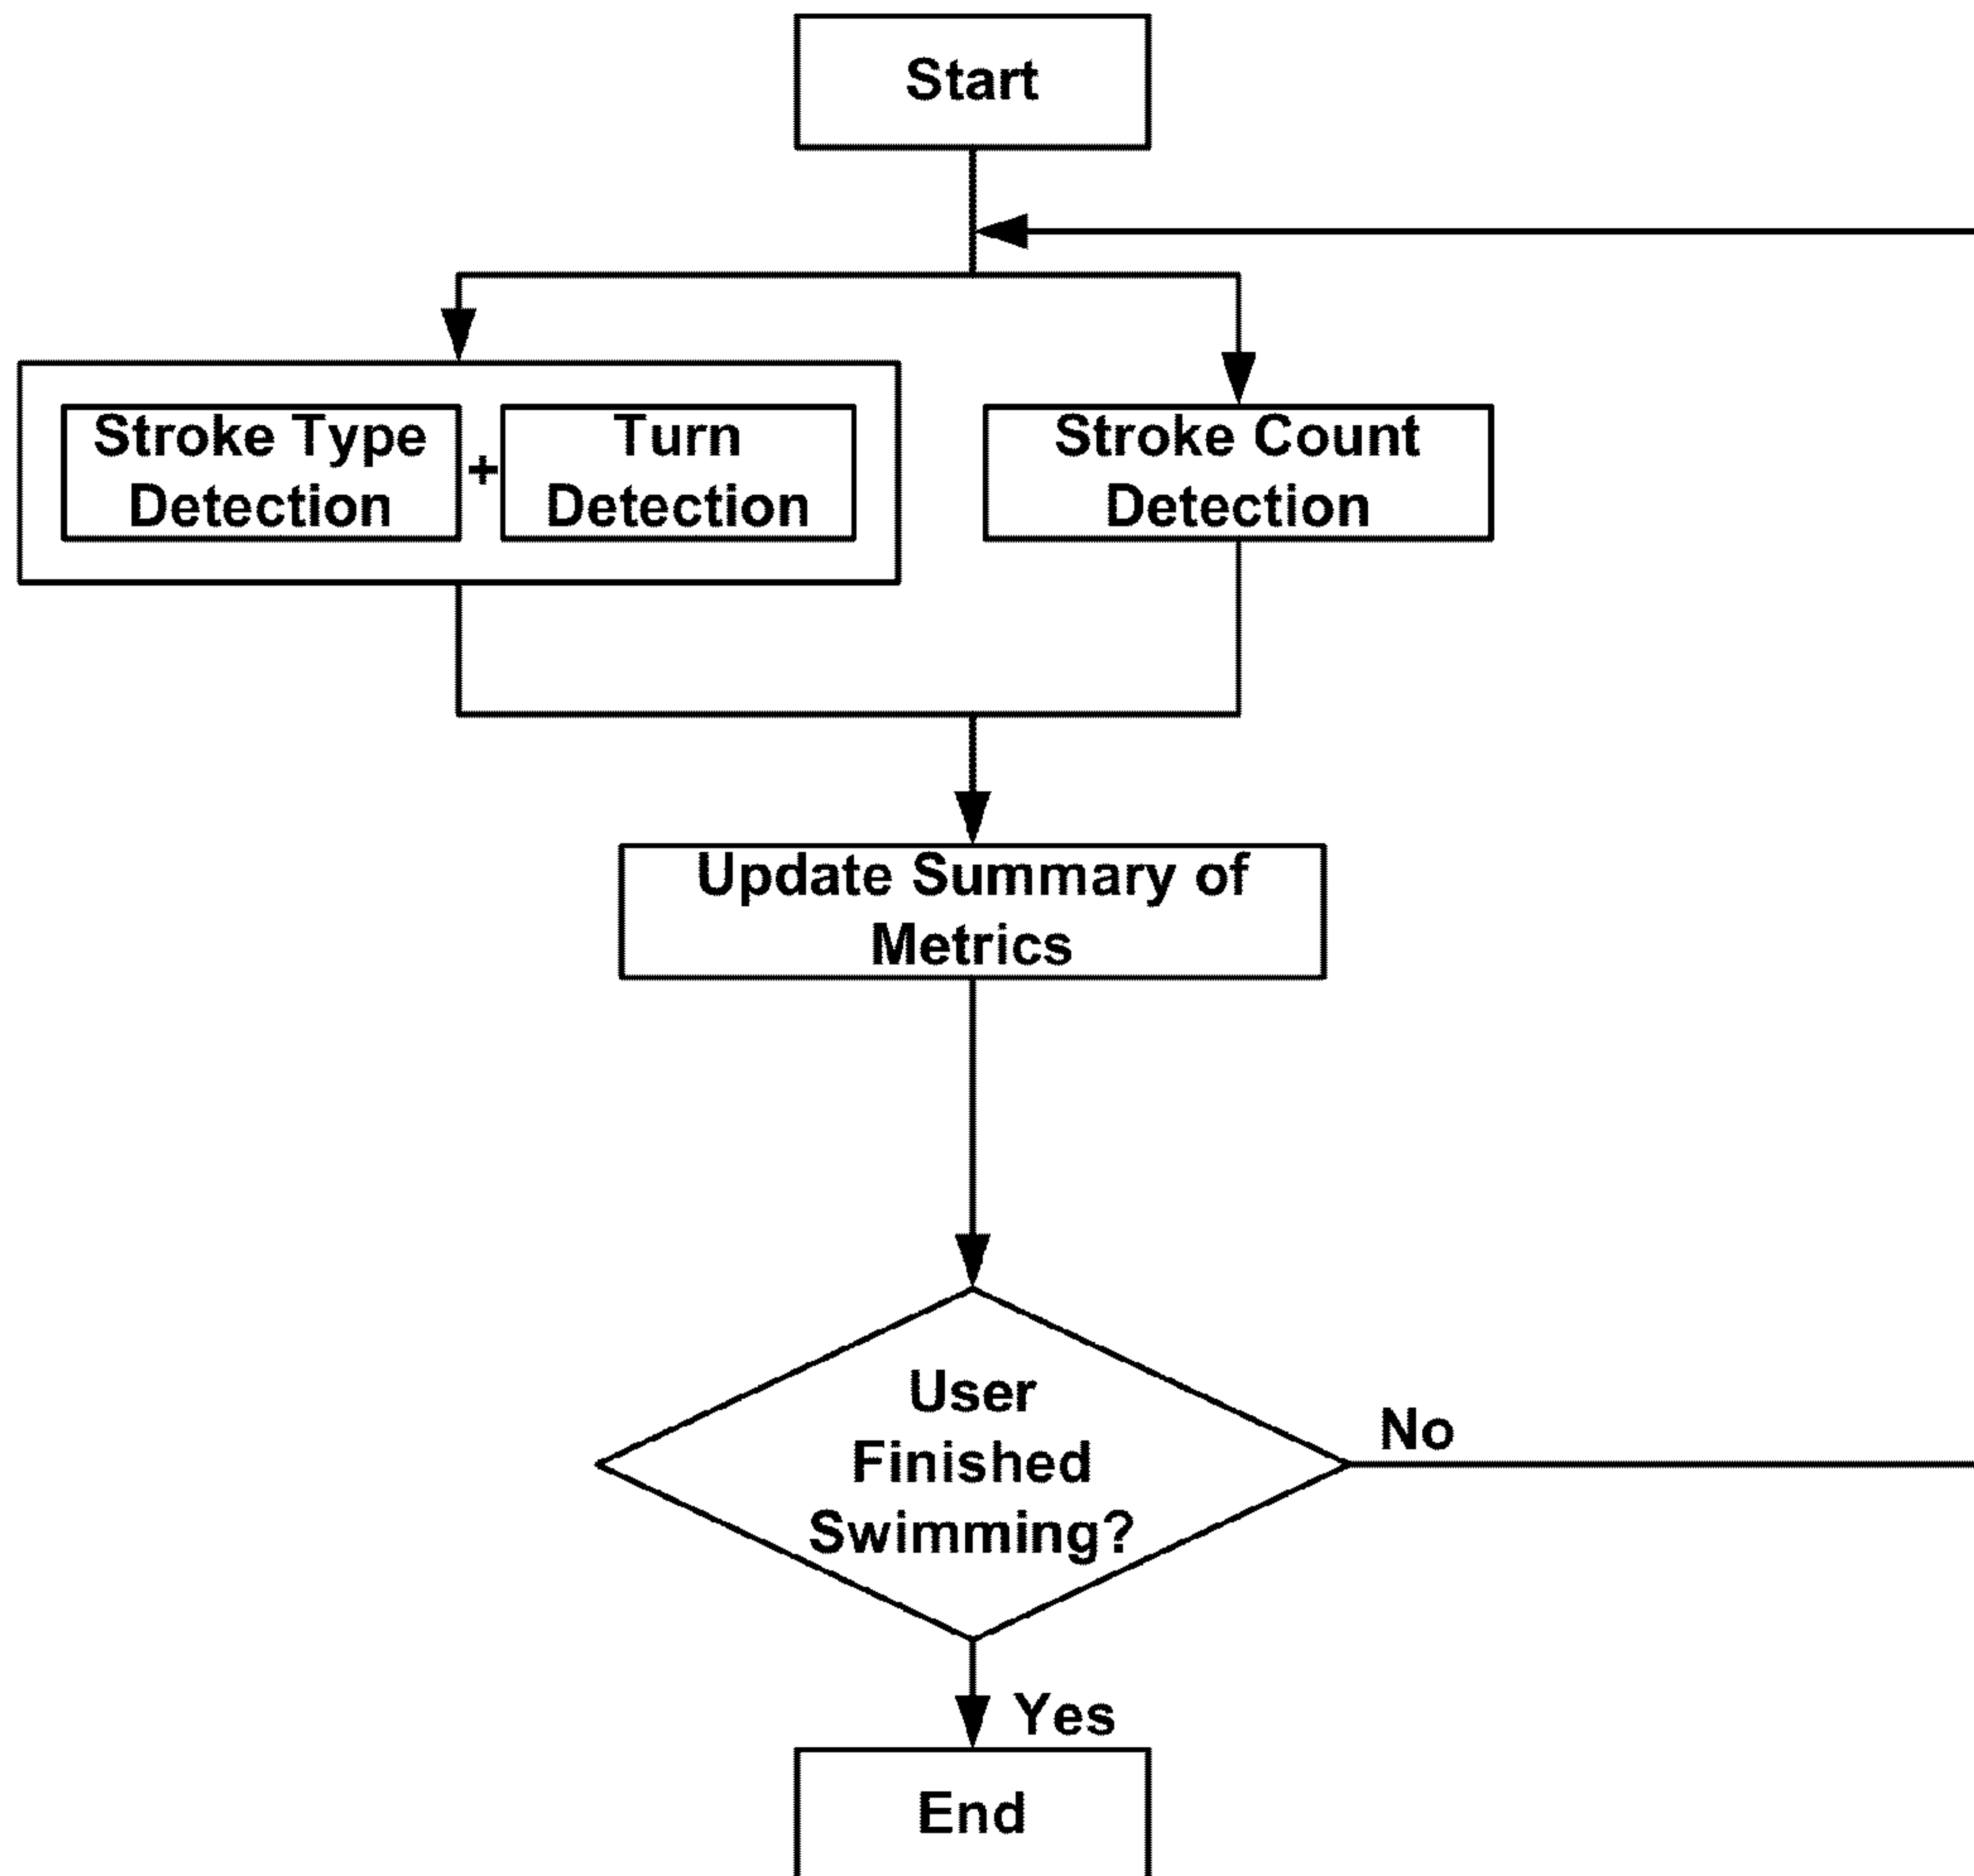 Start
Stroke Type
Detection
+
Turn
Detection
Stroke Count
Detection
Update Summary of
Metrics
User
Finished
Swimming?
No
Yes
End